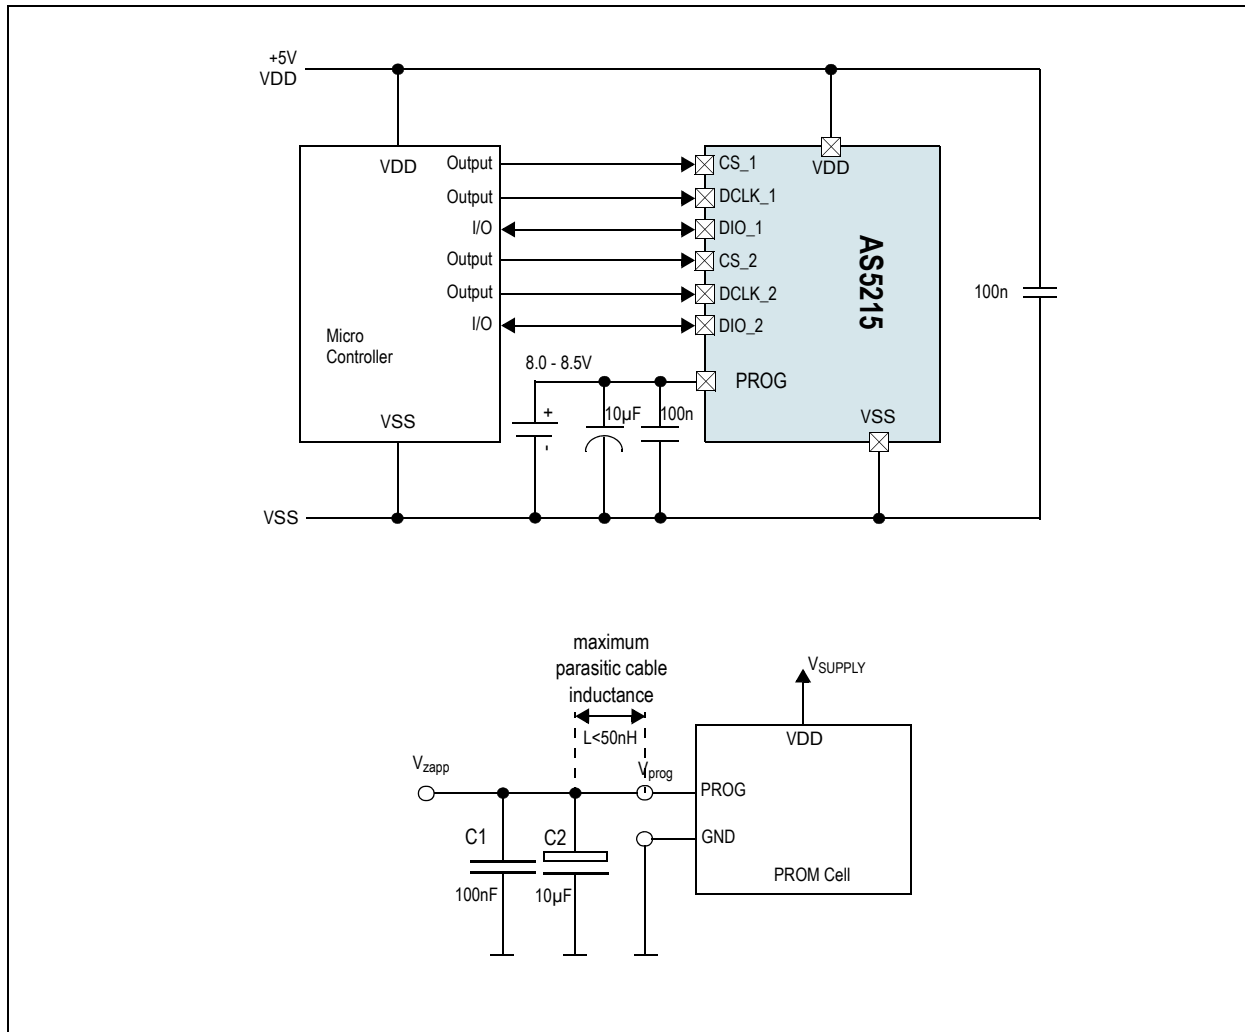 +5V
VDD
VDD
Output
CS_1
VDD
Output
DCLK_1
I/O
DIO_1
Output
CS_2
Output
DCLK_2
I/O
DIO_2
AS5215
100n
Micro
Controller
8.0 - 8.5V
PROG
+
10µF
100n
-
VSS
VSS
VSS
maximum
parasitic cable
inductance
L<50nH
VSUPPLY
VDD
Vzapp
Vprog
PROG
C1
C2
GND
100nF
10µF
PROM Cell